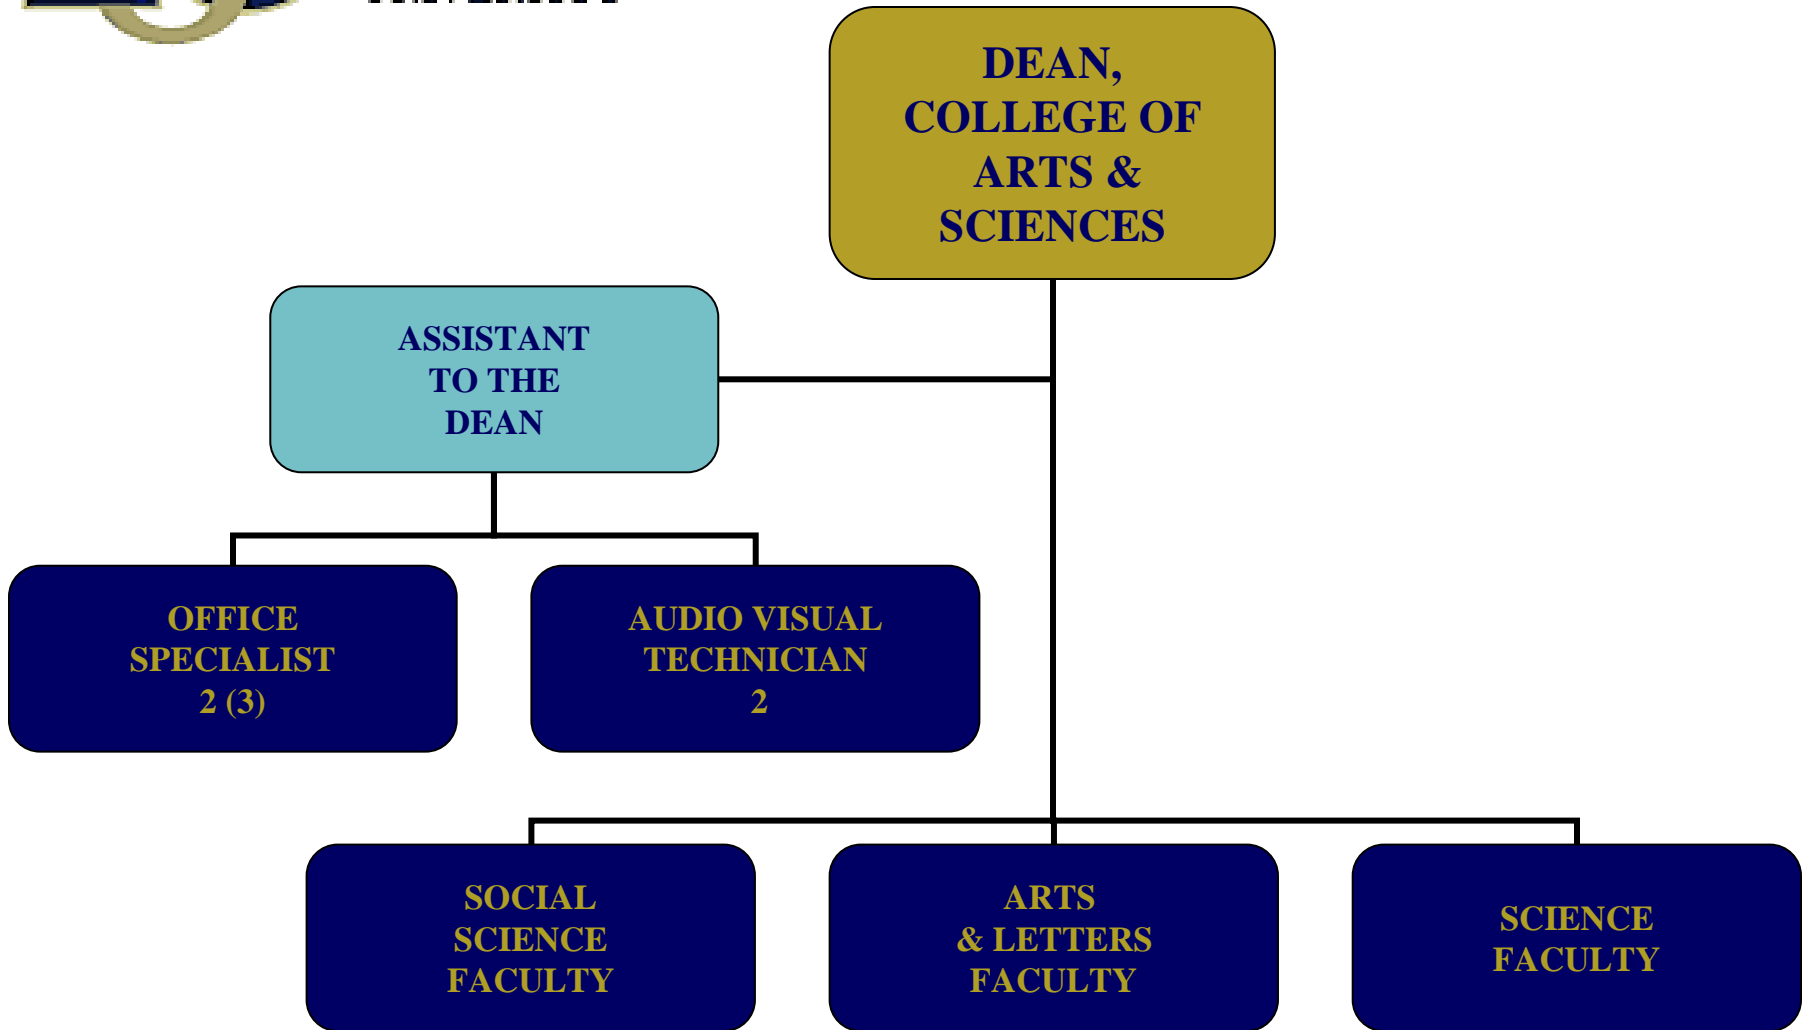 DEAN,
COLLEGE OF
ARTS &
SCIENCES
ASSISTANT
TO THE
DEAN
OFFICE
SPECIALIST
2 (3)
AUDIO VISUAL
TECHNICIAN
2
SOCIAL
SCIENCE
FACULTY
ARTS
& LETTERS
FACULTY
SCIENCE
FACULTY